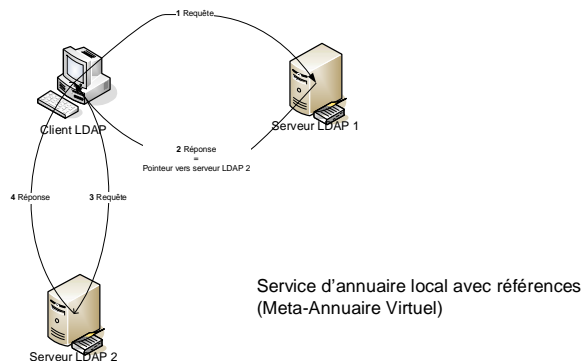 1 Requête
Client LDAP
Serveur LDAP 1
2 Réponse
=
Pointeur vers serveur LDAP 2
4 Réponse
3 Requête
Service d'annuaire local avec références
(Meta-Annuaire Virtuel)
Serveur LDAP 2